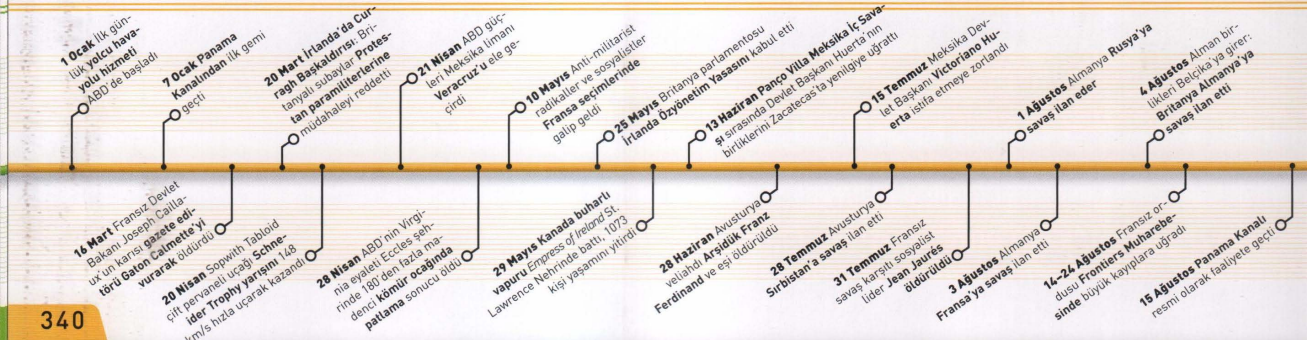 1 Ocak İlk gün-
lük yolcu hava-
yolu hizmeti
ABD'de başladı
7 Ocak Panama
Kanalından ilk gemi
geçti
20 Mart İrlanda'da Cur-
ragh Başkaldırısı: Bri-
tanyalı subaylar Protes-
tan paramiliterlerine
müdahaleyi reddetti
21 Nisan ABD güç-
leri Meksika limanı
Veracruz'u ele ge-
çirdi
10 Mayıs Anti-militarist
radikaller ve sosyalistler
Fransa seçimlerinde
galip geldi
25 Mayıs Britanya parlamentosu
İrlanda Özyönetim Yasasını kabul etti
13 Haziran Panço Villa Meksika İç Sava-
şı sırasında Devlet Başkanı Huerta'nın
birliklerini Zacatecas'ta yenilgiye uğrattı
15 Temmuz Meksika Dev-
let Başkanı Victoriano Hu-
erta istifa etmeye zorlandı
1 Ağustos Almanya Rusya'ya
savaş ilan eder
4 Ağustos Alman bir-
likleri Belçika'ya girer:
Britanya Almanya'ya
savaş ilan etti
16 Mart Fransız Devlet
Bakanı Joseph Cailla-
ux'un karısı gazete edi-
törü Gaton Calmette'yi
vurarak öldürdü
20 Nisan Sopwith Tabloid
çift pervaneli uçağı Schne-
ider Trophy yarışını 148
km/s hızla uçarak kazandı
28 Nisan ABD'nin Virgi-
nia eyaleti Eccles şeh-
rinde 180'den fazla ma-
denci kömür ocağında
patlama sonucu öldü
29 Mayıs Kanada buharlı
vapuru Empress of Ireland St.
Lawrence Nehrinde battı, 1073
kişi yaşamını yitirdi
28 Haziran Avusturya
veliahdı Arşidük Franz
Ferdinand ve eşi öldürüldü
28 Temmuz Avusturya
Sırbistan'a savaş ilan etti
31 Temmuz Fransız
savaş karşıtı sosyalist
lider Jean Jaurés
öldürüldü
3 Ağustos Almanya
Fransa'ya savaş ilan etti
14–24 Ağustos Fransız or-
dusu Frontiers Muharebe-
sinde büyük kayıplara uğradı
15 Ağustos Panama Kanalı
resmi olarak faaliyete geçti
340